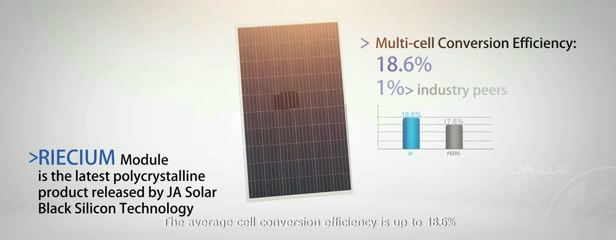 > Multi-cell Conversion Efficiency:
18.6%
1%> industry peers
18.6%
17.6%
JA
PEERS
JA SOLAR
>RIECIUM Module
is the latest polycrystalline
product released by JA Solar
Black Silicon Technology
The average cell conversion efficiency is up to 18.6%